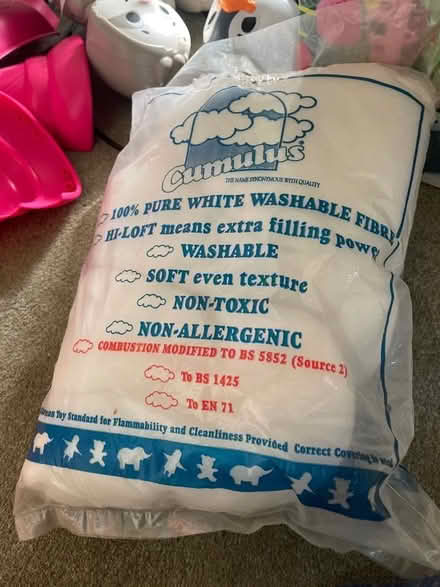 Cumulus®
THE NAME SYNONYMOUS WITH QUALITY
100% PURE WHITE WASHABLE FIBRE
HI-LOFT means extra filling powe
WASHABLE
SOFT even texture
NON-TOXIC
NON-ALLERGENIC
COMBUSTION MODIFIED TO BS 5852 (Source 2)
To BS 1425
To EN 71
Toy Standard for Flammability and Cleanliness Provided Correct Covering is